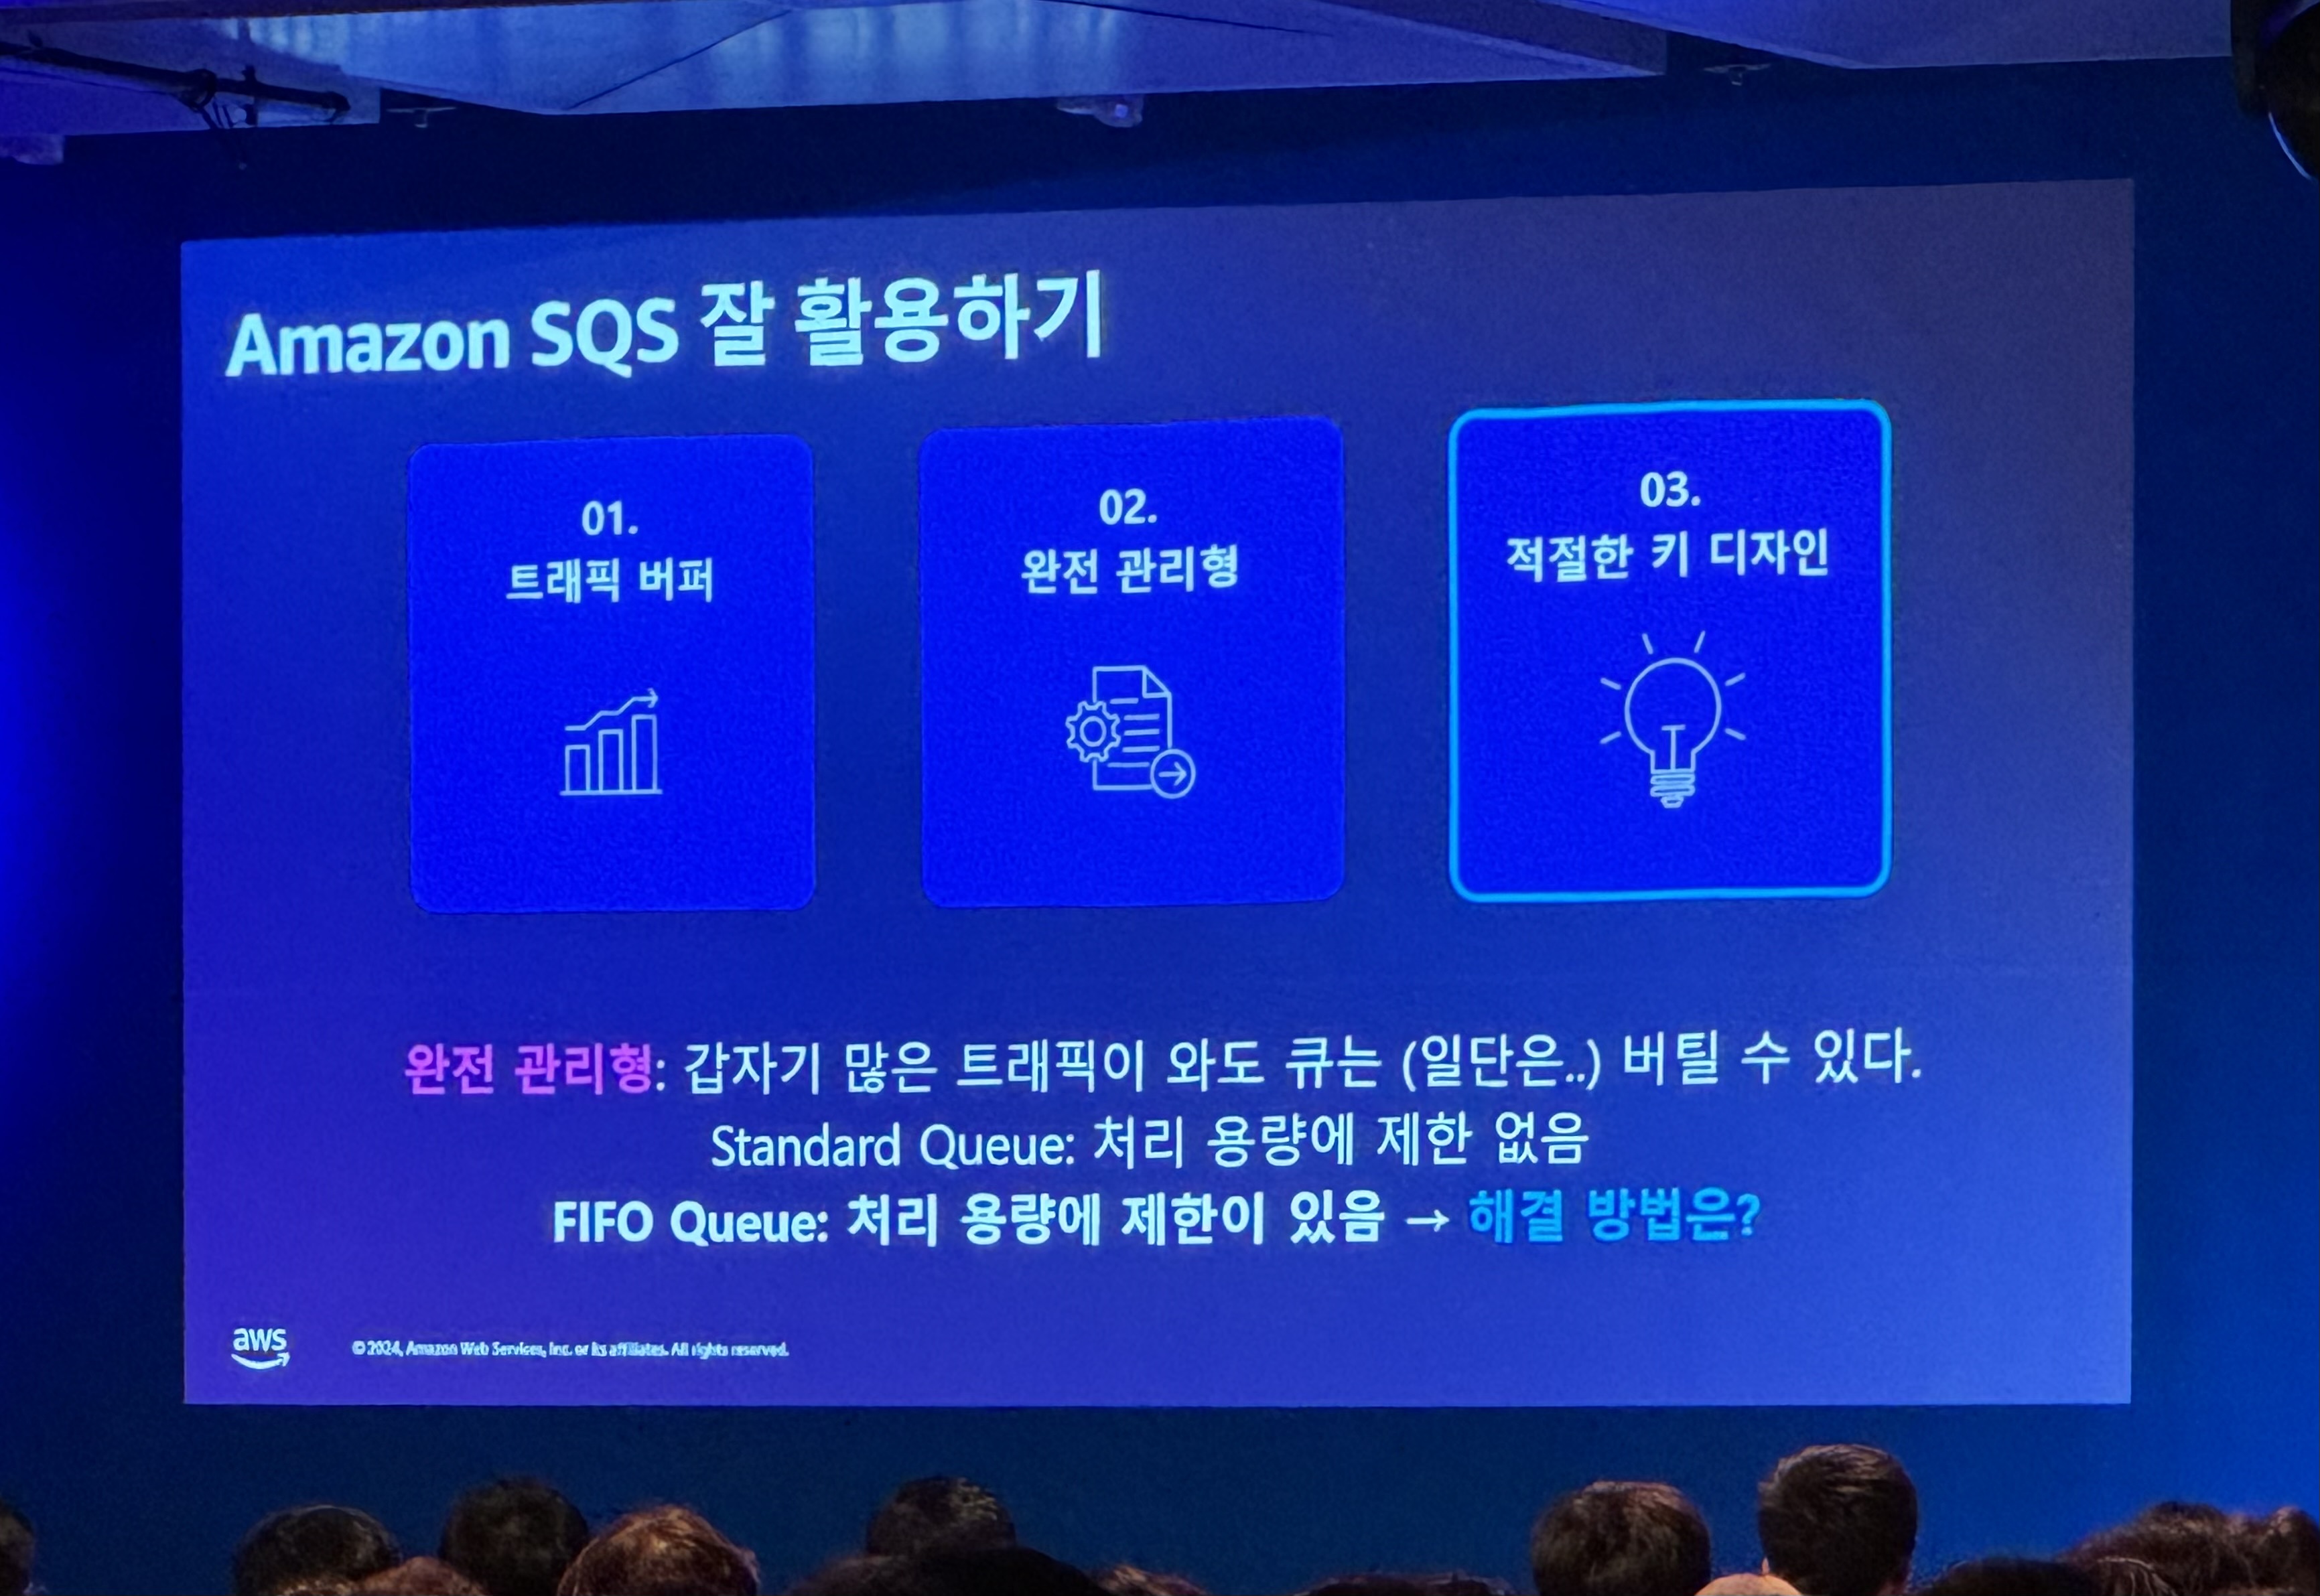 Amazon SQS 잘 활용하기
01.
트래픽 버퍼
02.
완전 관리형
03.
적절한 키 디자인
완전 관리형: 갑자기 많은 트래픽이 와도 큐는 (일단은..) 버틸 수 있다.
Standard Queue: 처리 용량에 제한 없음
FIFO Queue: 처리 용량에 제한이 있음 → 해결 방법은?
aws
© 2024, Amazon Web Services, Inc. or its affiliates. All rights reserved.